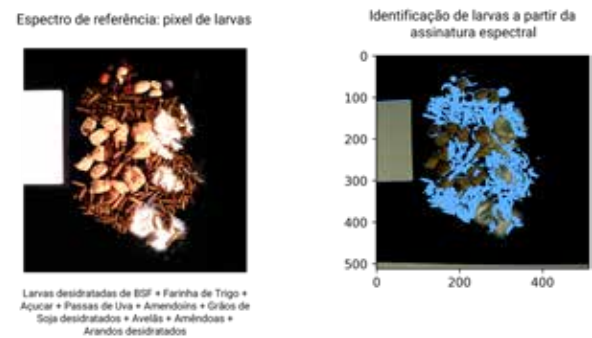 Espectro de referência: pixel de larvas
Larvas desidratadas de BSF + Farinha de Trigo +
Açucar + Passas de Uva + Amendoins + Grãos de
Soja desidratados + Avelãs + Amêndoas +
Arandos desidratados
Identificação de larvas a partir da
assinatura espectral
0
100
200
300
400
500
0 200 400